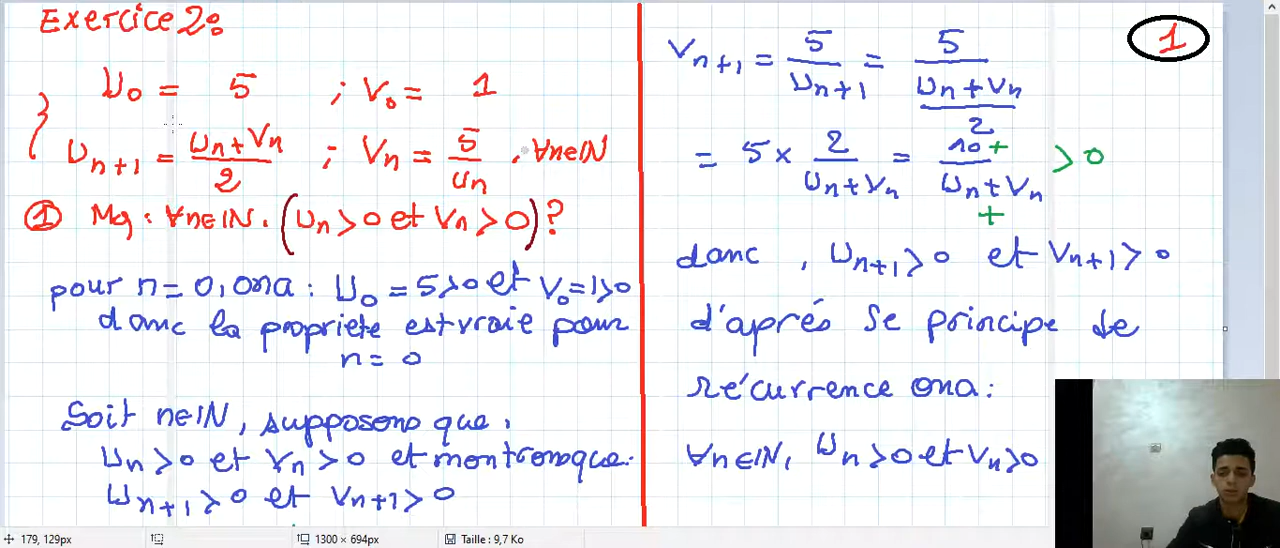 Exercice 2:
U₀ = 5 ; V₀ = 1
Uₙ₊₁ = (Uₙ + Vₙ)/2 ; Vₙ = 5/Uₙ , ∀n∈ℕ
① Mq : ∀n∈ℕ. (Uₙ > 0 et Vₙ > 0) ?
pour n = 0, ona : U₀ = 5 > 0 et V₀ = 1 > 0
donc la propriete est vraie pour
n = 0
Soit n∈ℕ, supposons que :
Uₙ > 0 et Vₙ > 0 et montrons que :
Uₙ₊₁ > 0 et Vₙ₊₁ > 0
1
Vₙ₊₁ = 5/Uₙ₊₁ = 5/((Uₙ + Vₙ)/2)
= 5 × 2/(Uₙ + Vₙ) = 10 +/(Uₙ + Vₙ) > 0
+
donc , Uₙ₊₁ > 0 et Vₙ₊₁ > 0
d'aprés le principe de
récurrence ona :
∀n∈ℕ, Uₙ > 0 et Vₙ > 0
179, 129px
1300 × 694px
Taille : 9,7 Ko